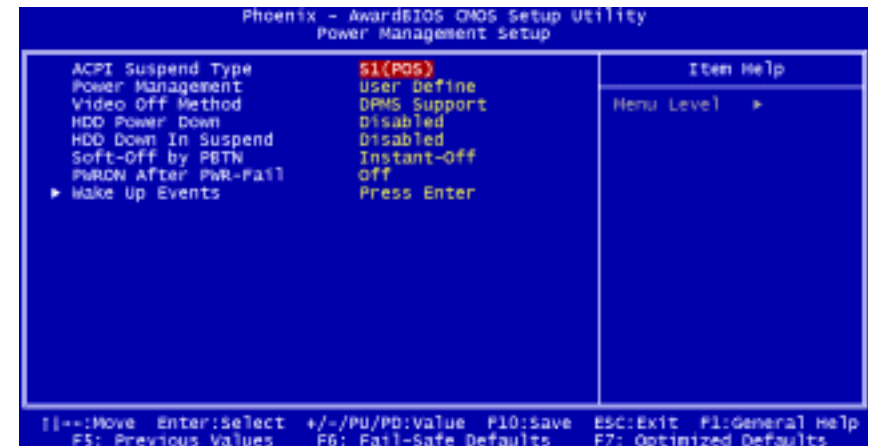 Phoenix - AwardBIOS CMOS Setup Utility
Power Management Setup
ACPI Suspend Type S1(POS)
Power Management User Define
Video Off Method DPMS Support
HDD Power Down Disabled
HDD Down In Suspend Disabled
Soft-Off by PBTN Instant-Off
PWRON After PWR-Fail Off
▶ Wake Up Events Press Enter
Item Help
Menu Level ▶
↑↓→←:Move Enter:Select +/-/PU/PD:Value F10:Save ESC:Exit F1:General Help
F5: Previous Values F6: Fail-Safe Defaults F7: Optimized Defaults